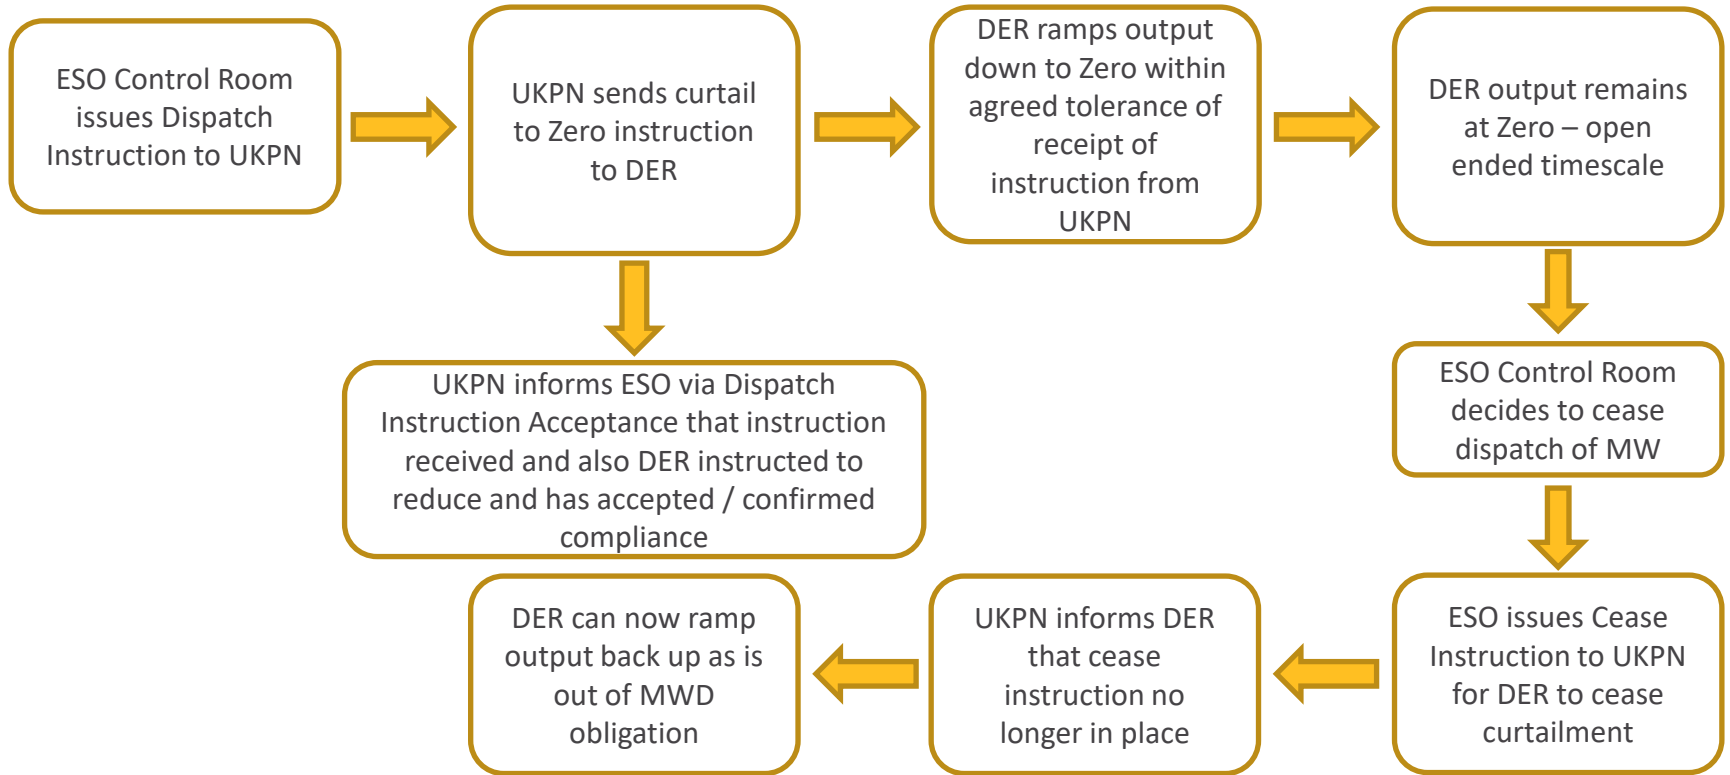 ESO Control Room
issues Dispatch
Instruction to UKPN
UKPN sends curtail
to Zero instruction
to DER
DER ramps output
down to Zero within
agreed tolerance of
receipt of
instruction from
UKPN
DER output remains
at Zero – open
ended timescale
UKPN informs ESO via Dispatch
Instruction Acceptance that instruction
received and also DER instructed to
reduce and has accepted / confirmed
compliance
ESO Control Room
decides to cease
dispatch of MW
ESO issues Cease
Instruction to UKPN
for DER to cease
curtailment
UKPN informs DER
that cease
instruction no
longer in place
DER can now ramp
output back up as is
out of MWD
obligation